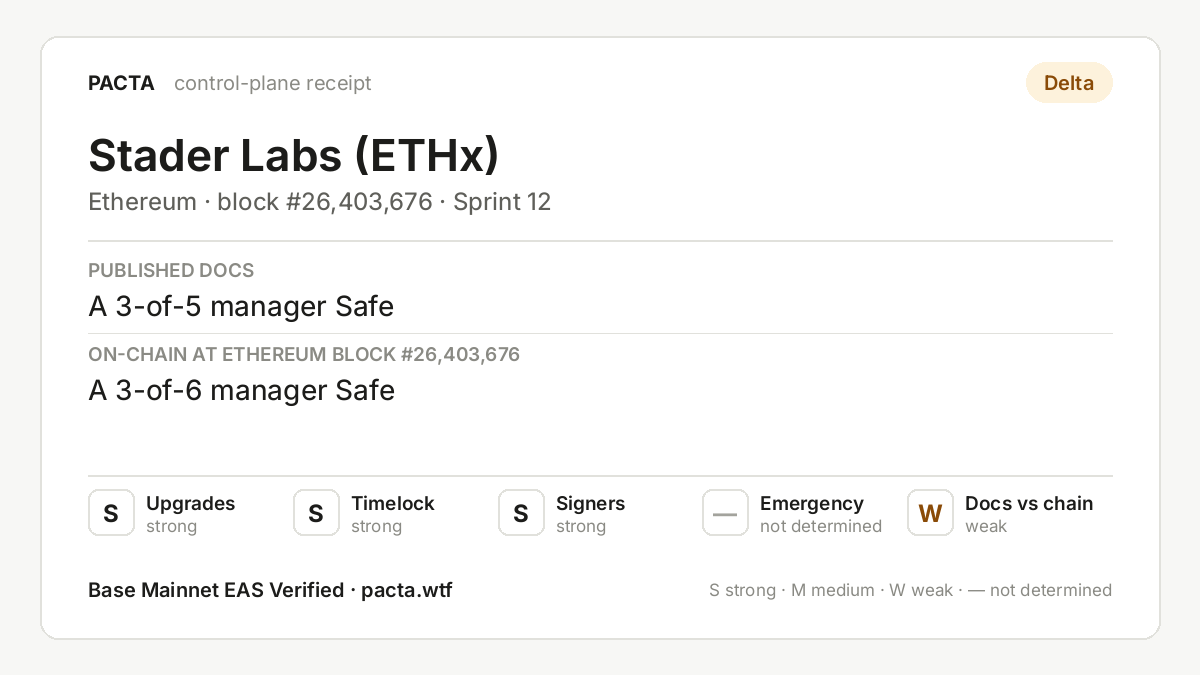 PACTA control-plane receipt
Delta
Stader Labs (ETHx)
Ethereum · block #26,403,676 · Sprint 12
PUBLISHED DOCS
A 3-of-5 manager Safe
ON-CHAIN AT ETHEREUM BLOCK #26,403,676
A 3-of-6 manager Safe
S Upgrades
strong
S Timelock
strong
S Signers
strong
— Emergency
not determined
W Docs vs chain
weak
Base Mainnet EAS Verified · pacta.wtf
S strong · M medium · W weak · — not determined